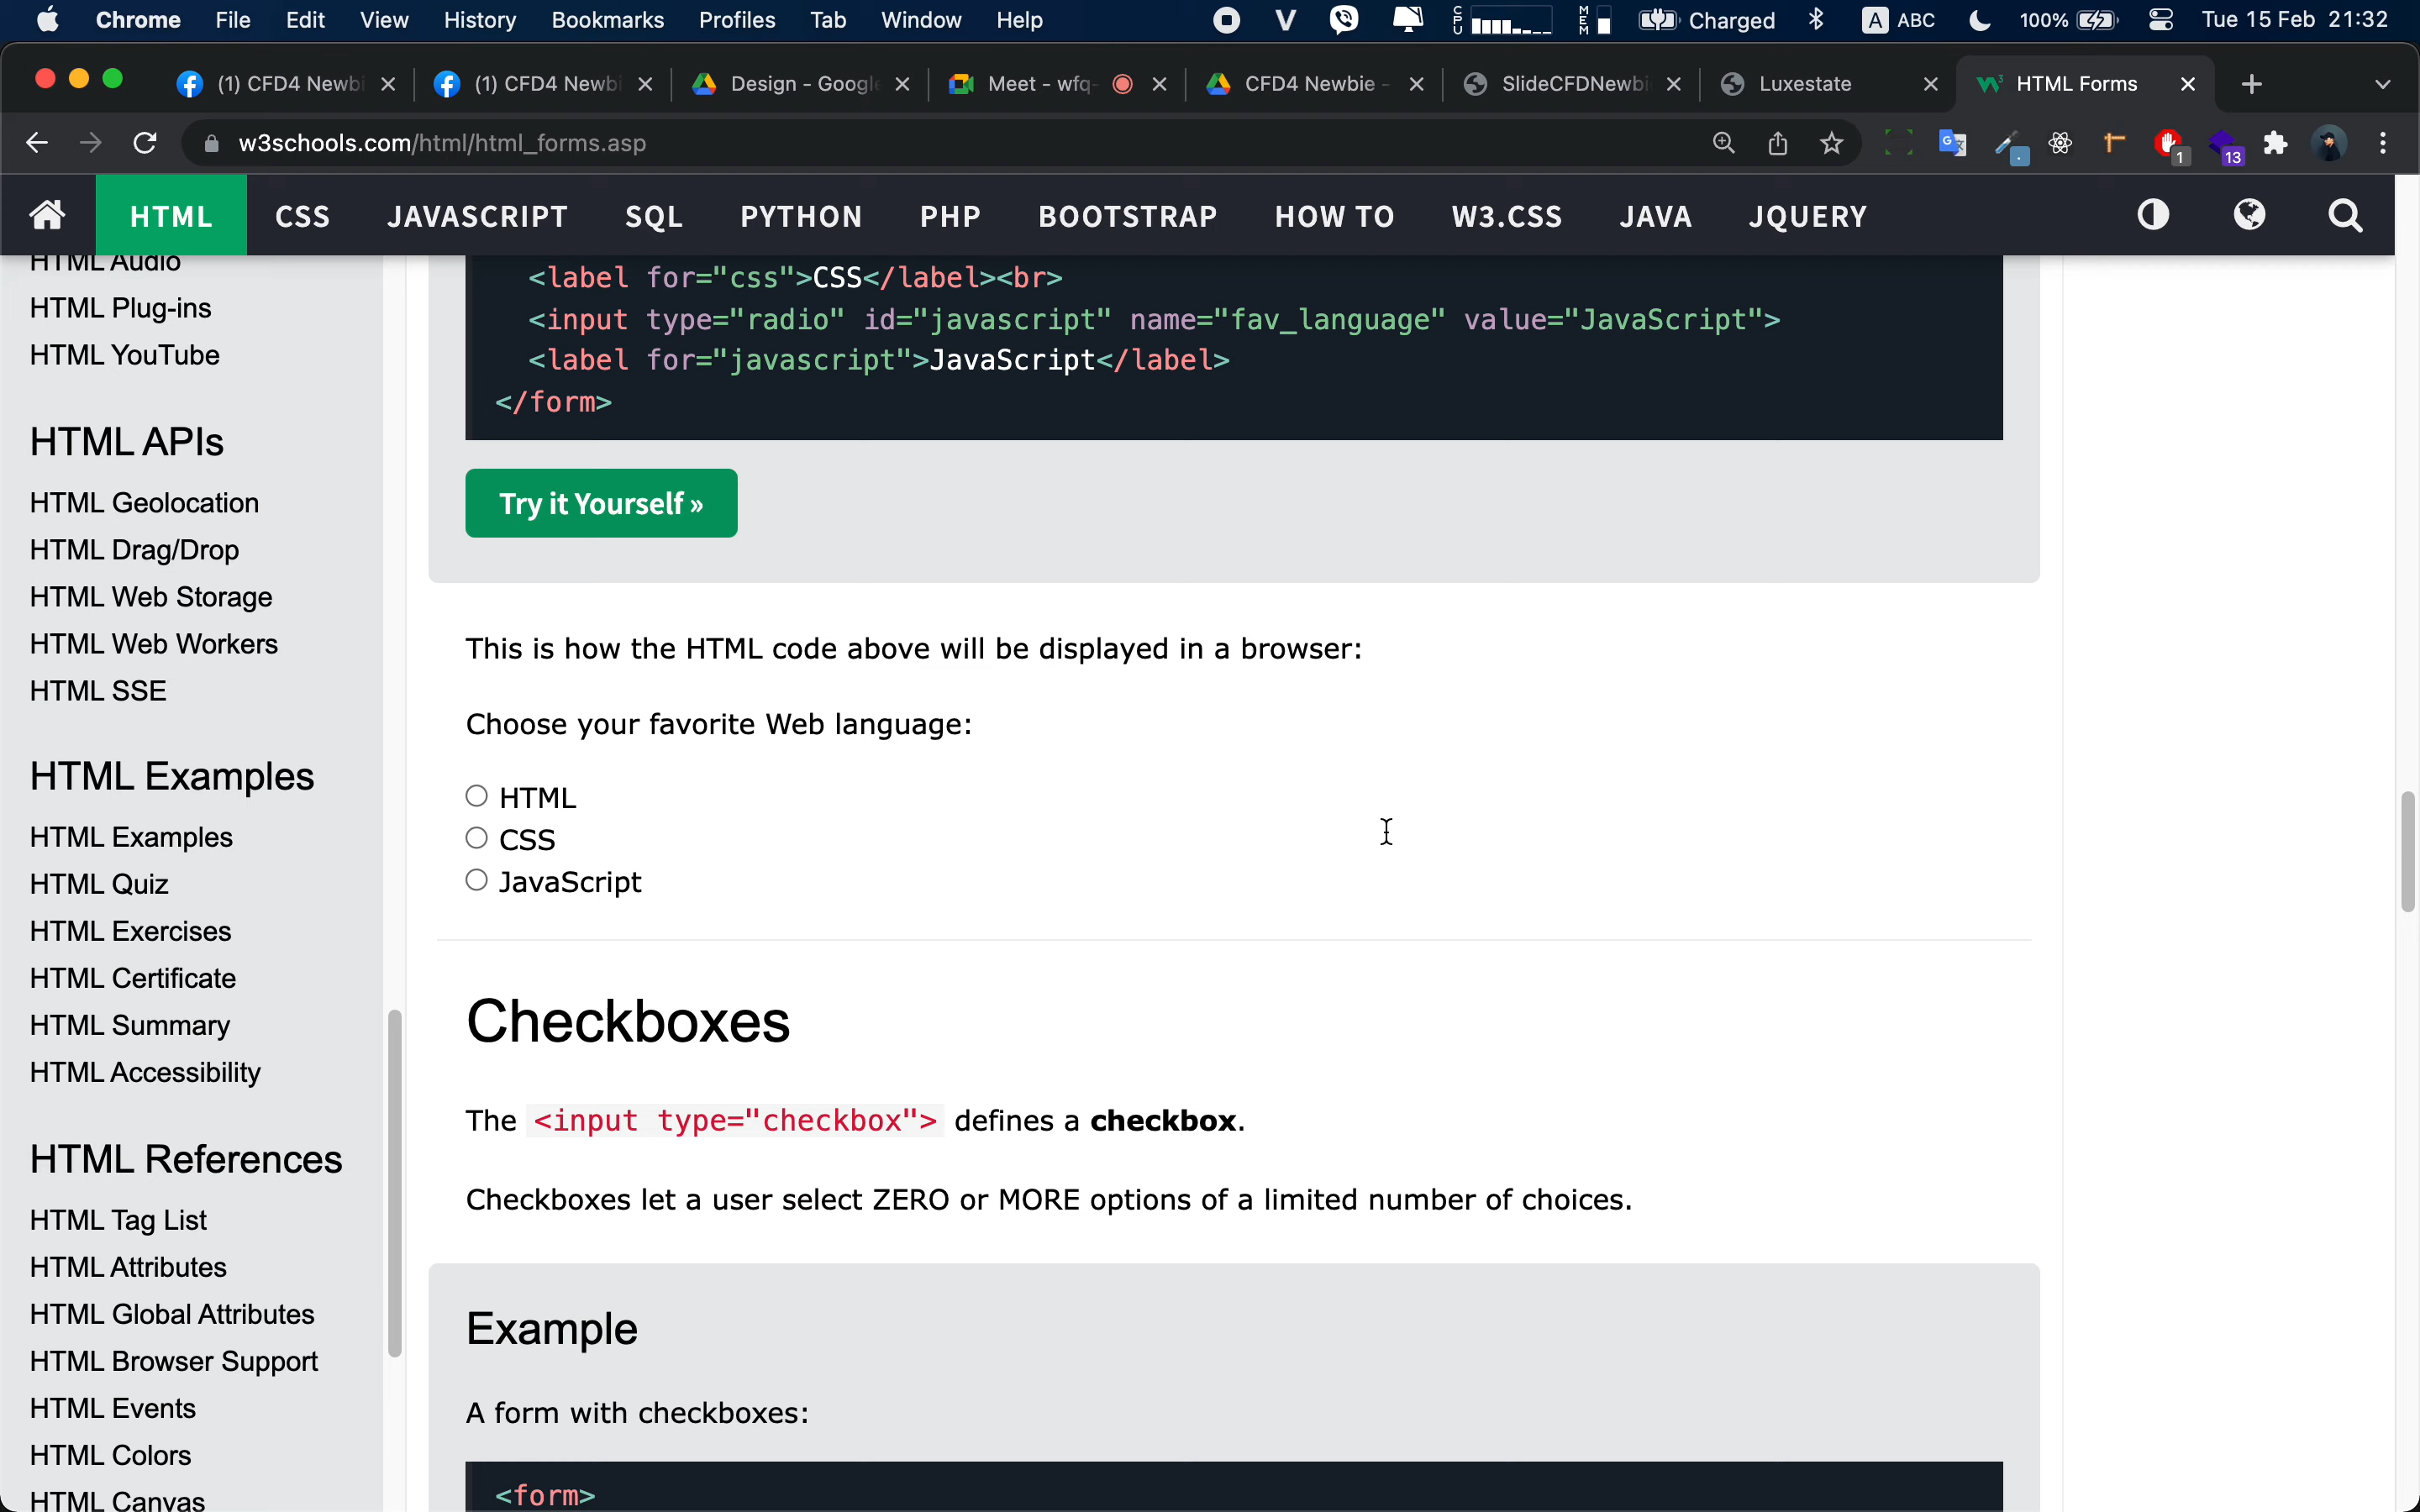 Chrome File Edit View History Bookmarks Profiles Tab Window Help CPU MEM Charged A ABC 100% Tue 15 Feb 21:32
(1) CFD4 Newbi (1) CFD4 Newbi Design - Google Meet - wfq- CFD4 Newbie - SlideCFDNewbi Luxestate HTML Forms
w3schools.com/html/html_forms.asp 1 13
HTML CSS JAVASCRIPT SQL PYTHON PHP BOOTSTRAP HOW TO W3.CSS JAVA JQUERY
HTML Audio
HTML Plug-ins
HTML YouTube
HTML APIs
HTML Geolocation
HTML Drag/Drop
HTML Web Storage
HTML Web Workers
HTML SSE
HTML Examples
HTML Examples
HTML Quiz
HTML Exercises
HTML Certificate
HTML Summary
HTML Accessibility
HTML References
HTML Tag List
HTML Attributes
HTML Global Attributes
HTML Browser Support
HTML Events
HTML Colors
HTML Canvas
<label for="css">CSS</label><br>
<input type="radio" id="javascript" name="fav_language" value="JavaScript">
<label for="javascript">JavaScript</label>
</form>
Try it Yourself »
This is how the HTML code above will be displayed in a browser:
Choose your favorite Web language:
HTML
CSS
JavaScript
Checkboxes
The <input type="checkbox"> defines a checkbox.
Checkboxes let a user select ZERO or MORE options of a limited number of choices.
Example
A form with checkboxes:
<form>